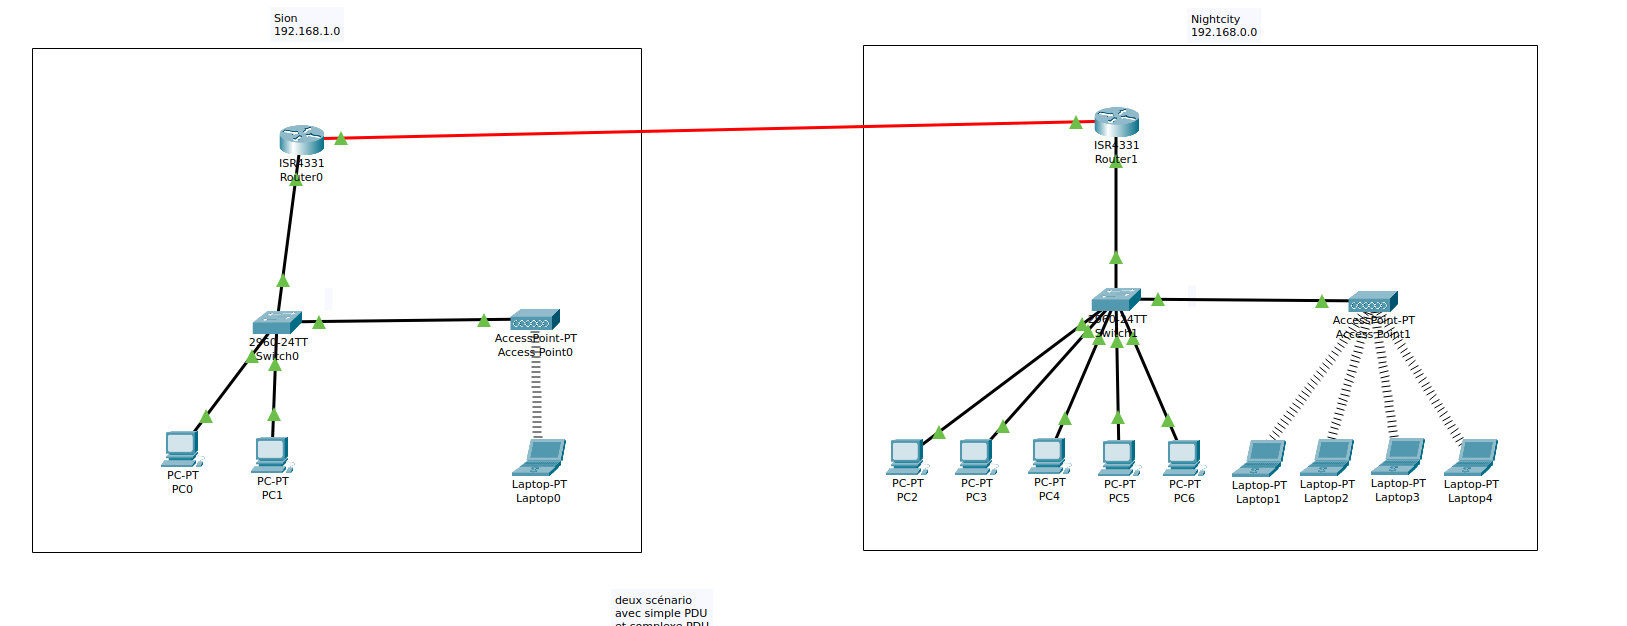 Sion
192.168.1.0
Nightcity
192.168.0.0
ISR4331
Router0
ISR4331
Router1
2960-24TT
Switch0
AccessPoint-PT
Access Point0
2960-24TT
Switch1
AccessPoint-PT
Access Point1
PC-PT
PC0
PC-PT
PC1
Laptop-PT
Laptop0
PC-PT
PC2
PC-PT
PC3
PC-PT
PC4
PC-PT
PC5
PC-PT
PC6
Laptop-PT
Laptop1
Laptop-PT
Laptop2
Laptop-PT
Laptop3
Laptop-PT
Laptop4
deux scénario
avec simple PDU
et complexe PDU